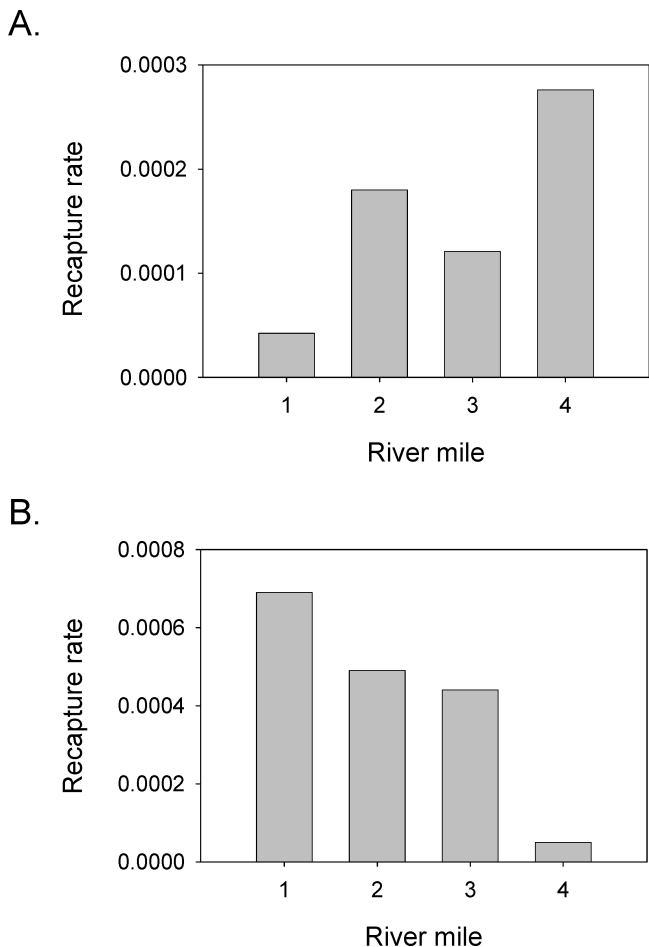 A.
0.0003
0.0002
0.0001
0.0000
Recapture rate
1 2 3 4
River mile
B.
0.0008
0.0006
0.0004
0.0002
0.0000
Recapture rate
1 2 3 4
River mile